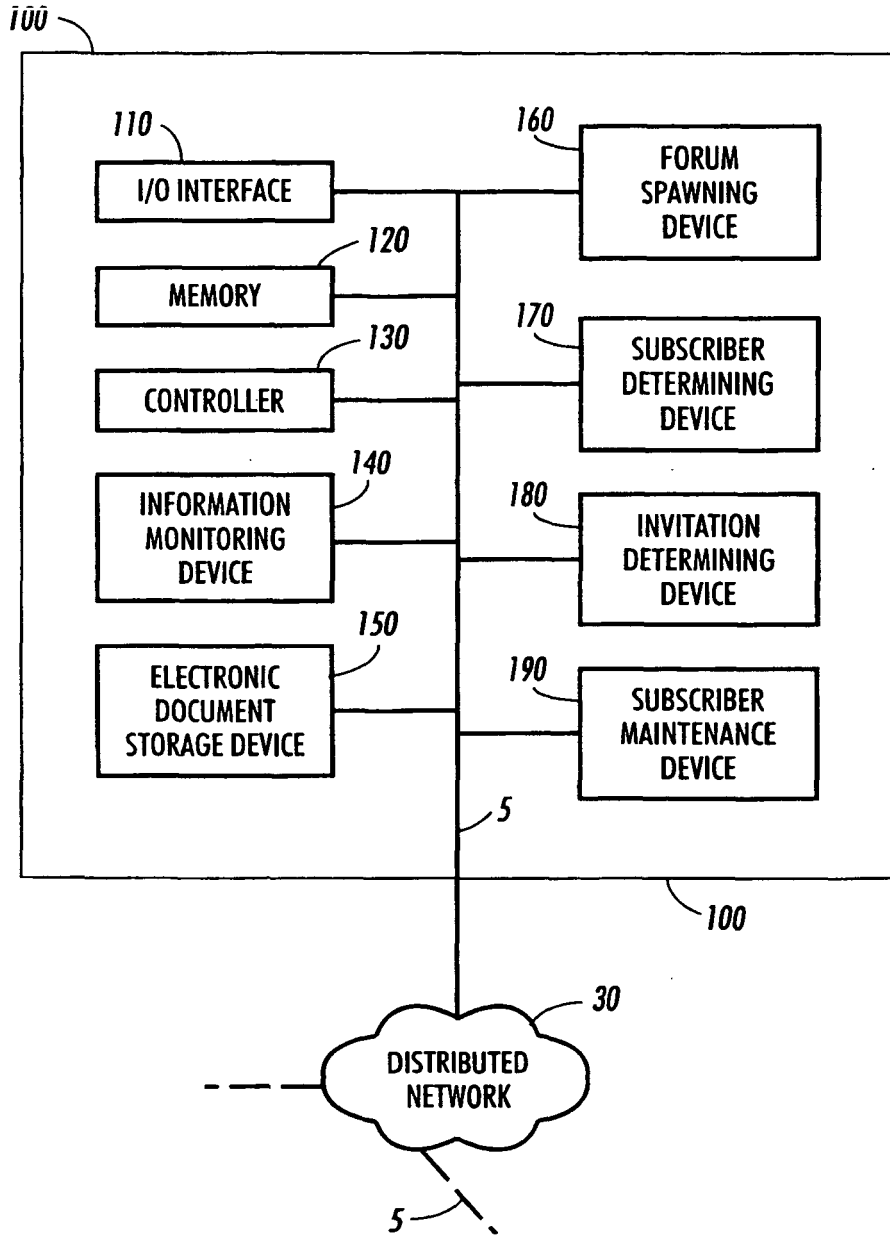 100
110
I/O INTERFACE
120
MEMORY
130
CONTROLLER
140
INFORMATION
MONITORING
DEVICE
150
ELECTRONIC
DOCUMENT
STORAGE DEVICE
160
FORUM
SPAWNING
DEVICE
170
SUBSCRIBER
DETERMINING
DEVICE
180
INVITATION
DETERMINING
DEVICE
190
SUBSCRIBER
MAINTENANCE
DEVICE
5
100
30
DISTRIBUTED
NETWORK
5